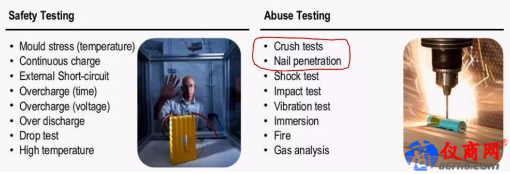 Safety Testing
• Mould stress (temperature)
• Continuous charge
• External Short-circuit
• Overcharge (time)
• Overcharge (voltage)
• Over discharge
• Drop test
• High temperature
Abuse Testing
• Crush tests
• Nail penetration
• Shock test
• Impact test
• Vibration test
• Immersion
• Fire
• Gas analysis
仪商网